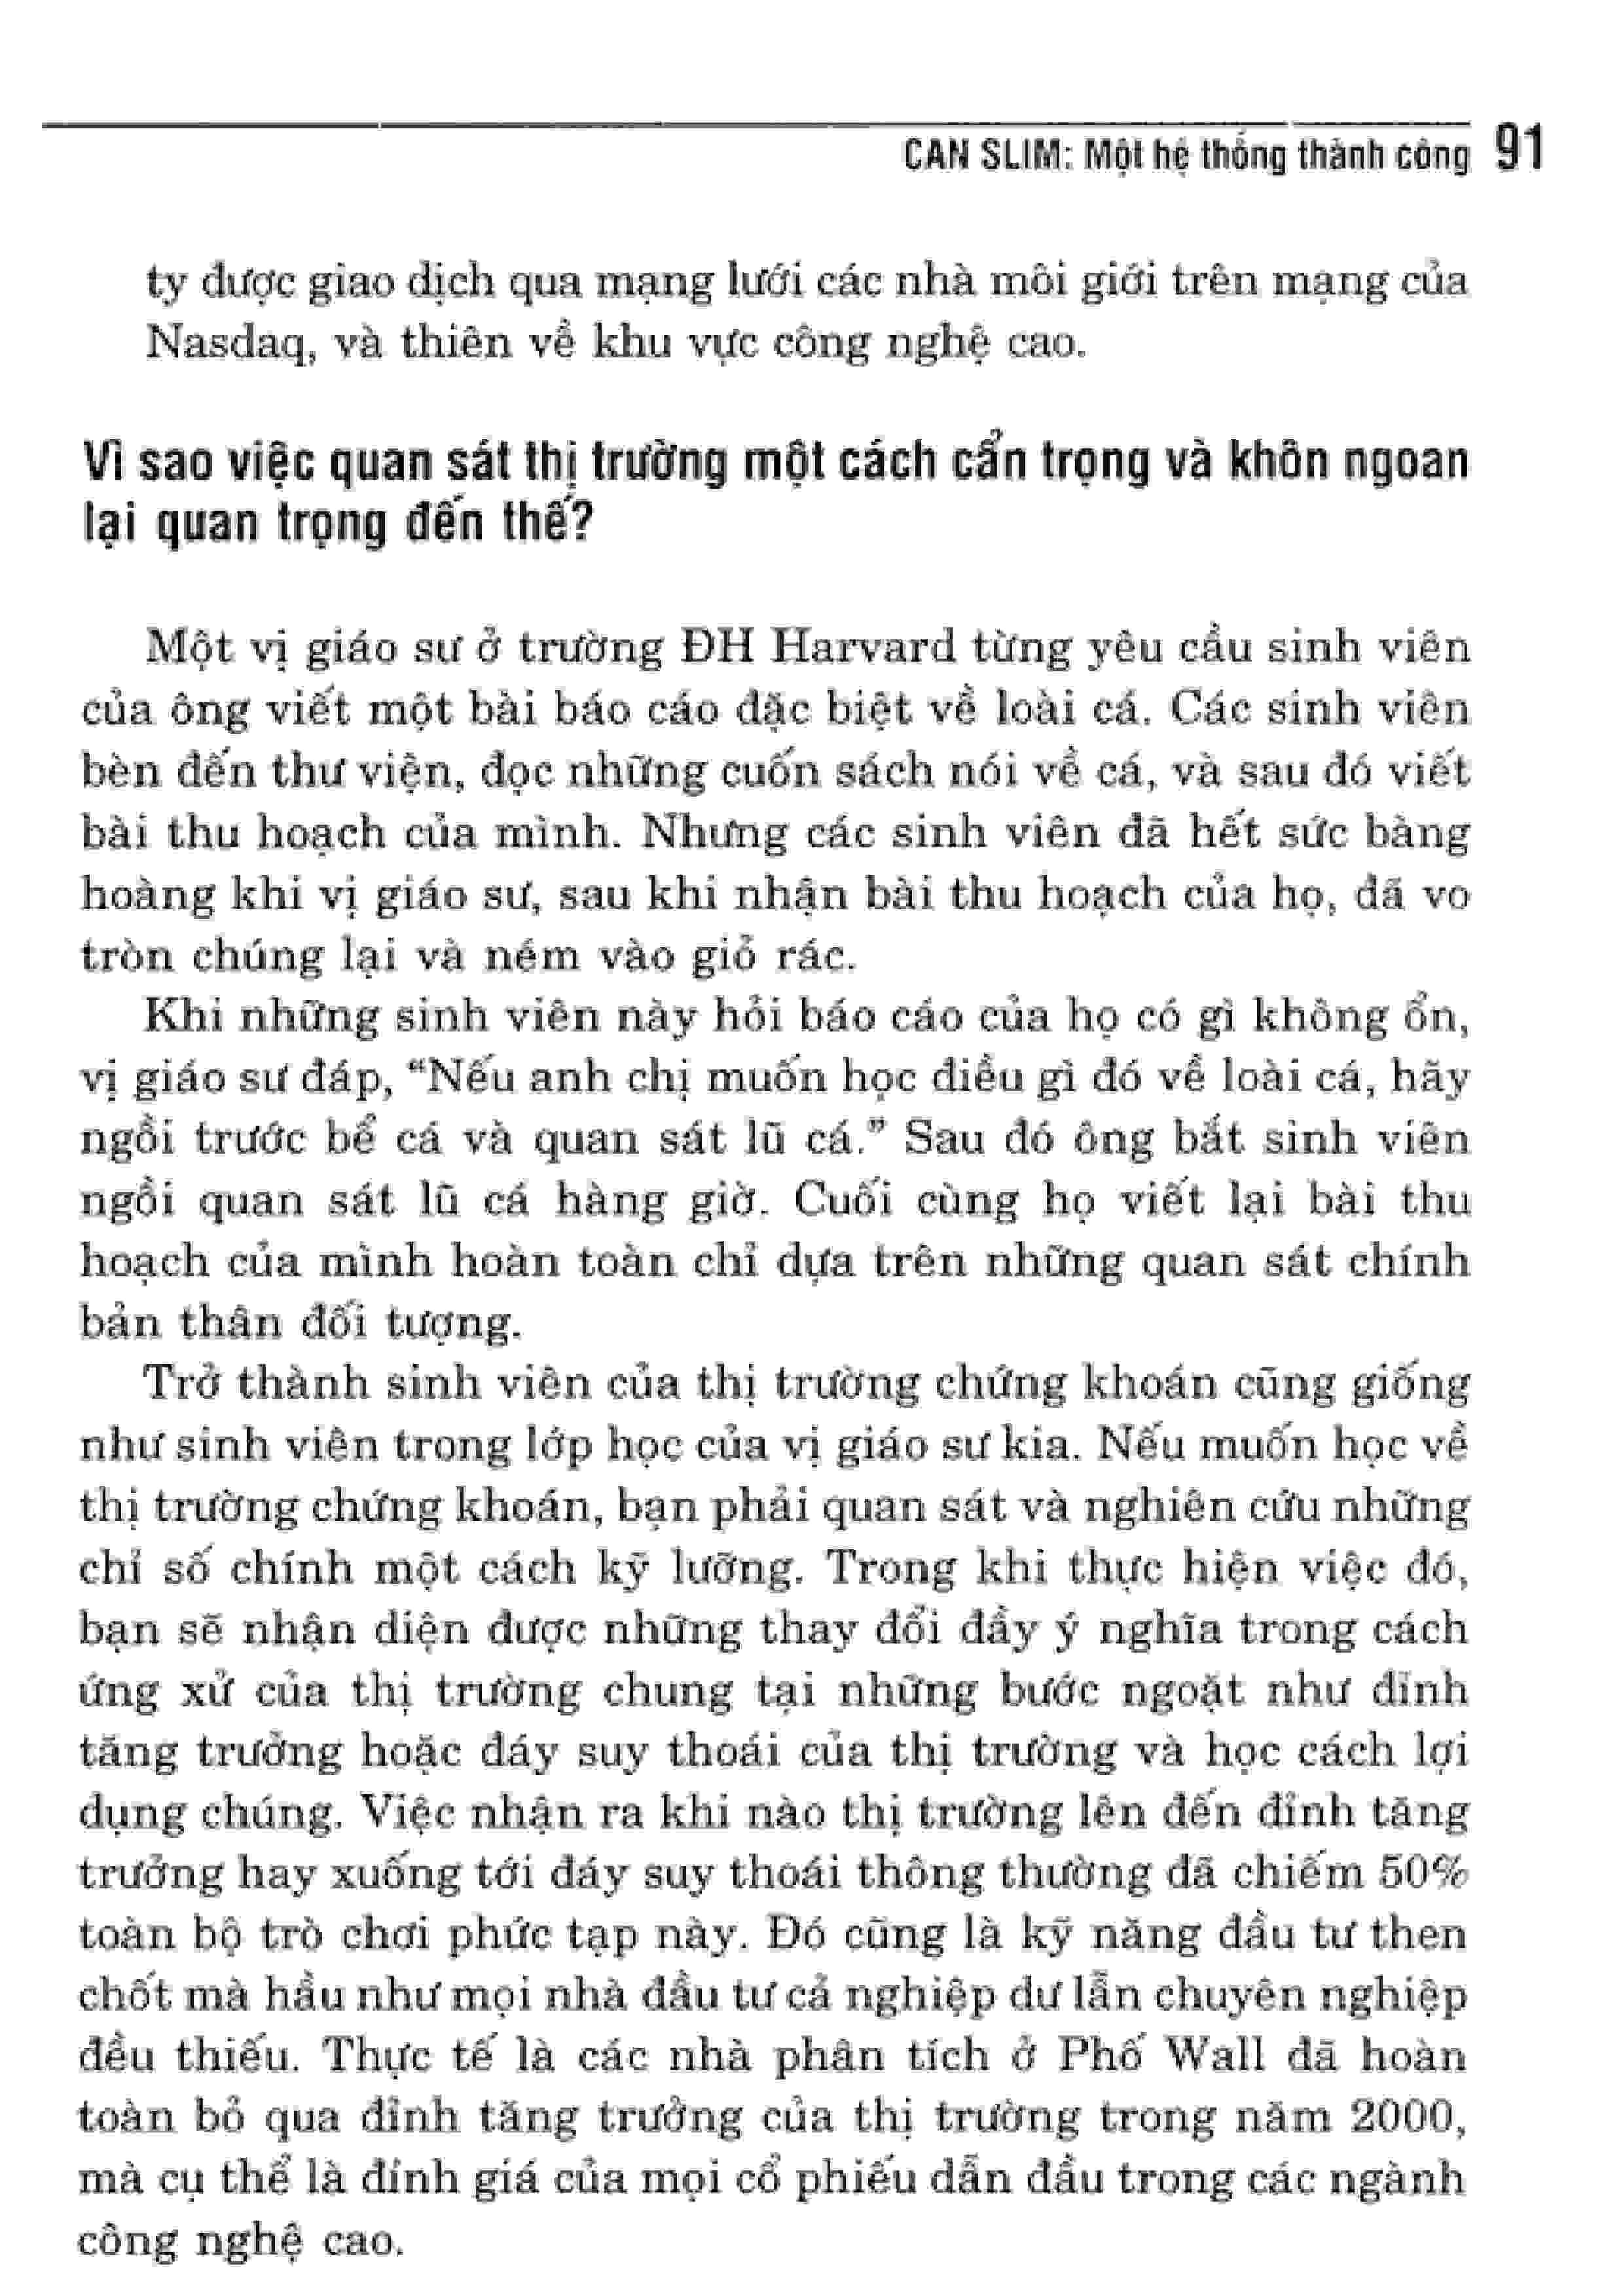 CAN SLIM: Một hệ thống thành công 91
ty được giao dịch qua mạng lưới các nhà môi giới trên mạng của
Nasdaq, và thiên về khu vực công nghệ cao.
Vì sao việc quan sát thị trường một cách cẩn trọng và khôn ngoan
lại quan trọng đến thế?
Một vị giáo sư ở trường ĐH Harvard từng yêu cầu sinh viên
của ông viết một bài báo cáo đặc biệt về loài cá. Các sinh viên
bèn đến thư viện, đọc những cuốn sách nói về cá, và sau đó viết
bài thu hoạch của mình. Nhưng các sinh viên đã hết sức bàng
hoàng khi vị giáo sư, sau khi nhận bài thu hoạch của họ, đã vo
tròn chúng lại và ném vào giỏ rác.
Khi những sinh viên này hỏi báo cáo của họ có gì không ổn,
vị giáo sư đáp, “Nếu anh chị muốn học điều gì đó về loài cá, hãy
ngồi trước bể cá và quan sát lũ cá.” Sau đó ông bắt sinh viên
ngồi quan sát lũ cá hàng giờ. Cuối cùng họ viết lại bài thu
hoạch của mình hoàn toàn chỉ dựa trên những quan sát chính
bản thân đối tượng.
Trở thành sinh viên của thị trường chứng khoán cũng giống
như sinh viên trong lớp học của vị giáo sư kia. Nếu muốn học về
thị trường chứng khoán, bạn phải quan sát và nghiên cứu những
chỉ số chính một cách kỹ lưỡng. Trong khi thực hiện việc đó,
bạn sẽ nhận diện được những thay đổi đầy ý nghĩa trong cách
ứng xử của thị trường chung tại những bước ngoặt như đỉnh
tăng trưởng hoặc đáy suy thoái của thị trường và học cách lợi
dụng chúng. Việc nhận ra khi nào thị trường lên đến đỉnh tăng
trưởng hay xuống tới đáy suy thoái thông thường đã chiếm 50%
toàn bộ trò chơi phức tạp này. Đó cũng là kỹ năng đầu tư then
chốt mà hầu như mọi nhà đầu tư cả nghiệp dư lẫn chuyên nghiệp
đều thiếu. Thực tế là các nhà phân tích ở Phố Wall đã hoàn
toàn bỏ qua đỉnh tăng trưởng của thị trường trong năm 2000,
mà cụ thể là đỉnh giá của mọi cổ phiếu dẫn đầu trong các ngành
công nghệ cao.